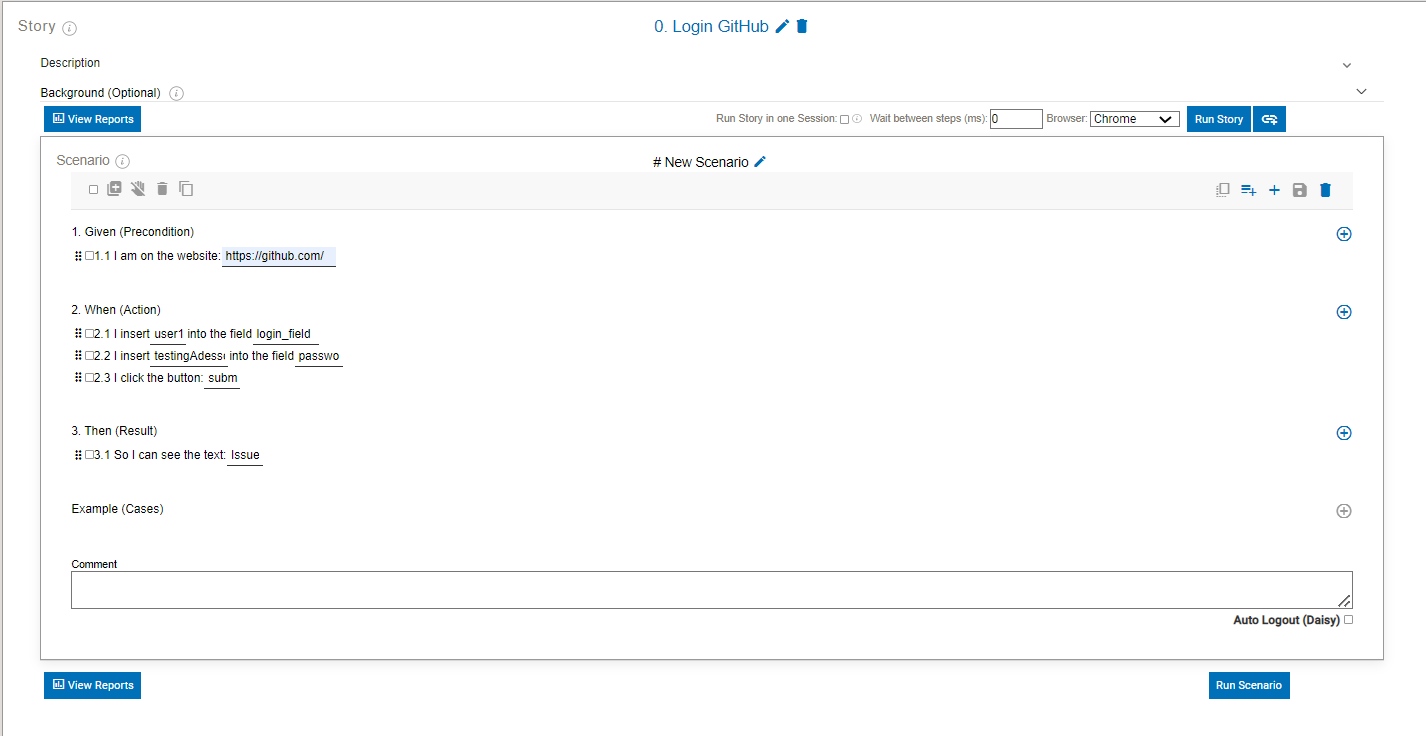 Story
0. Login GitHub
Description
Background (Optional)
View Reports
Run Story in one Session: Wait between steps (ms): 0 Browser: Chrome Run Story
Scenario
# New Scenario
1. Given (Precondition)
1.1 I am on the website: https://github.com/
2. When (Action)
2.1 I insert user1 into the field login_field
2.2 I insert testingAdess into the field passwo
2.3 I click the button: subm
3. Then (Result)
3.1 So I can see the text: Issue
Example (Cases)
Comment
Auto Logout (Daisy)
View Reports
Run Scenario